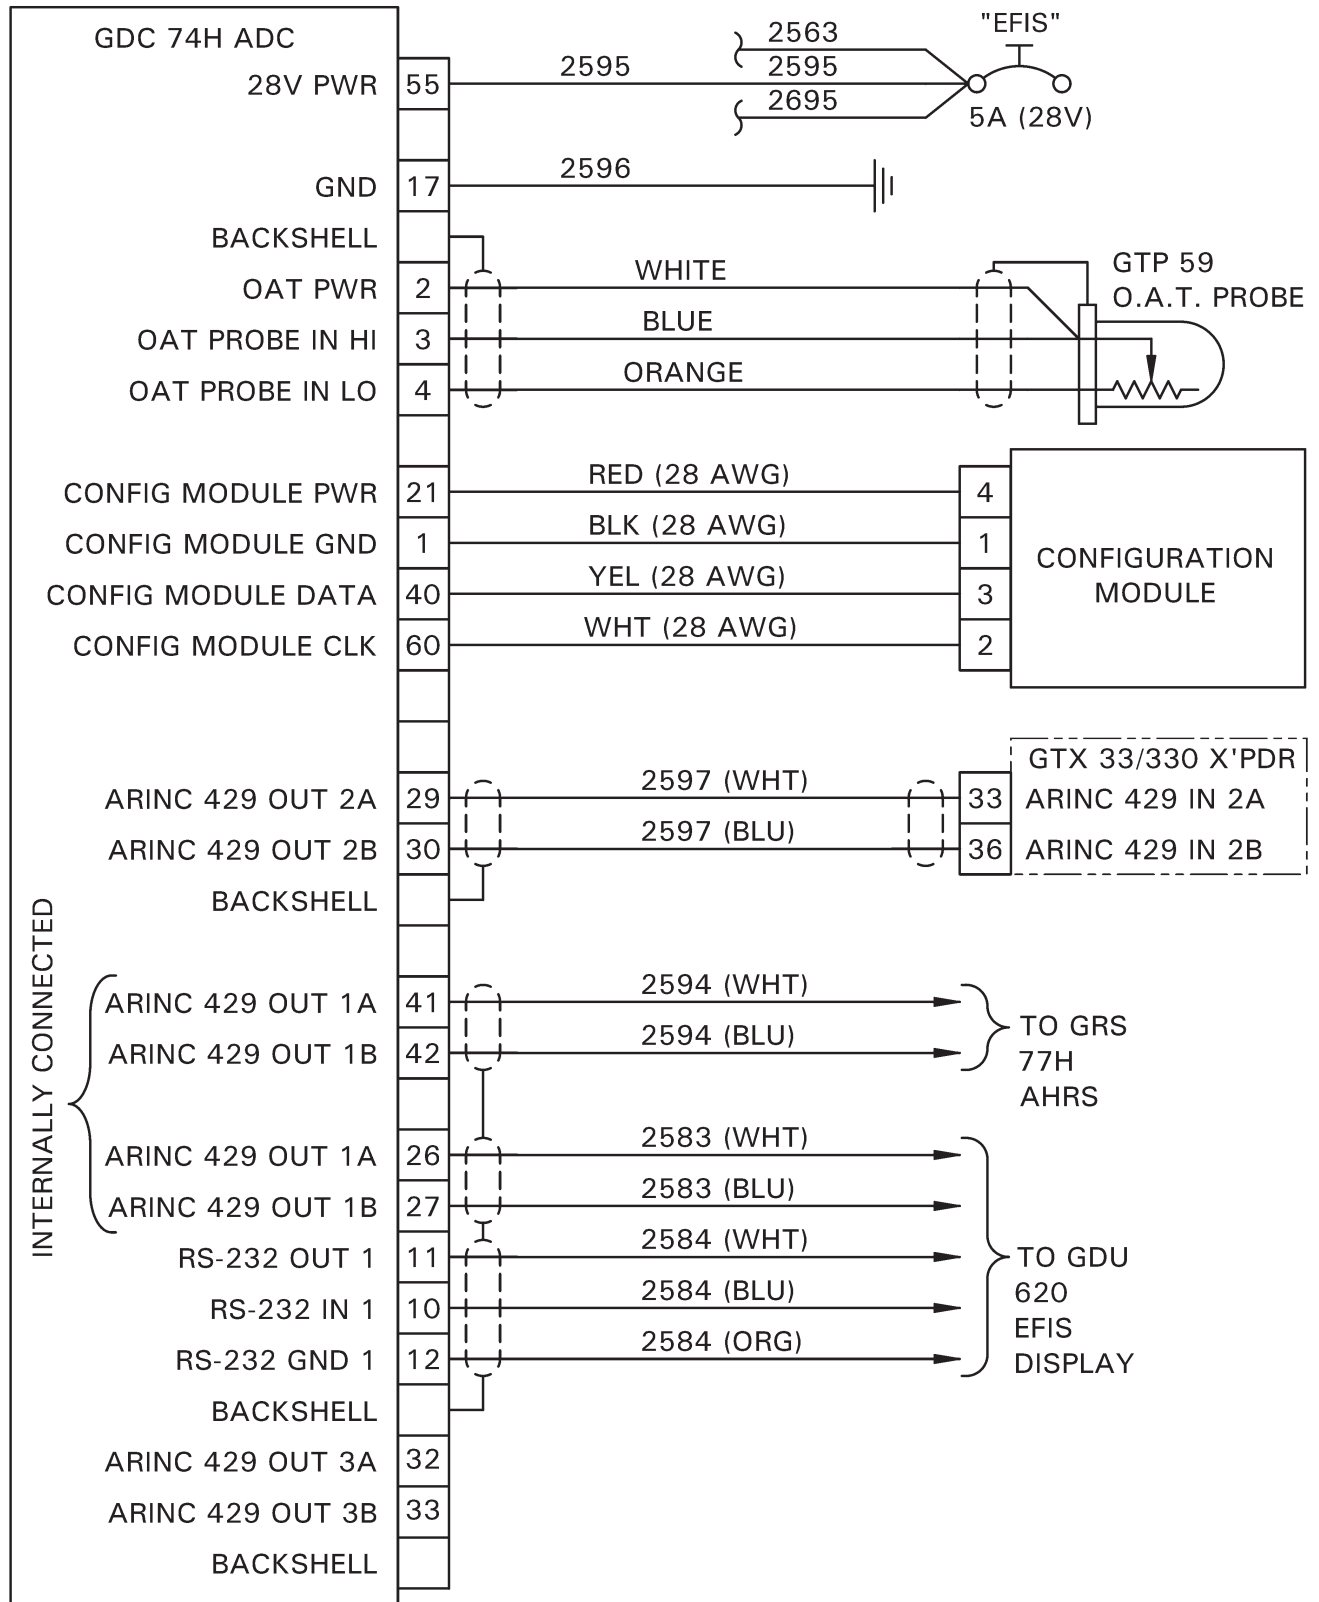 GDC 74H ADC
"EFIS"
2563
28V PWR 55 2595 2595
2695
5A (28V)
GND 17 2596
BACKSHELL
OAT PWR 2 WHITE
GTP 59
O.A.T. PROBE
OAT PROBE IN HI 3 BLUE
OAT PROBE IN LO 4 ORANGE
CONFIG MODULE PWR 21 RED (28 AWG) 4
CONFIG MODULE GND 1 BLK (28 AWG) 1
CONFIGURATION
MODULE
CONFIG MODULE DATA 40 YEL (28 AWG) 3
CONFIG MODULE CLK 60 WHT (28 AWG) 2
GTX 33/330 X'PDR
ARINC 429 OUT 2A 29 2597 (WHT) 33 ARINC 429 IN 2A
ARINC 429 OUT 2B 30 2597 (BLU) 36 ARINC 429 IN 2B
BACKSHELL
INTERNALLY CONNECTED
ARINC 429 OUT 1A 41 2594 (WHT)
ARINC 429 OUT 1B 42 2594 (BLU)
TO GRS
77H
AHRS
ARINC 429 OUT 1A 26 2583 (WHT)
ARINC 429 OUT 1B 27 2583 (BLU)
RS-232 OUT 1 11 2584 (WHT)
RS-232 IN 1 10 2584 (BLU)
RS-232 GND 1 12 2584 (ORG)
TO GDU
620
EFIS
DISPLAY
BACKSHELL
ARINC 429 OUT 3A 32
ARINC 429 OUT 3B 33
BACKSHELL